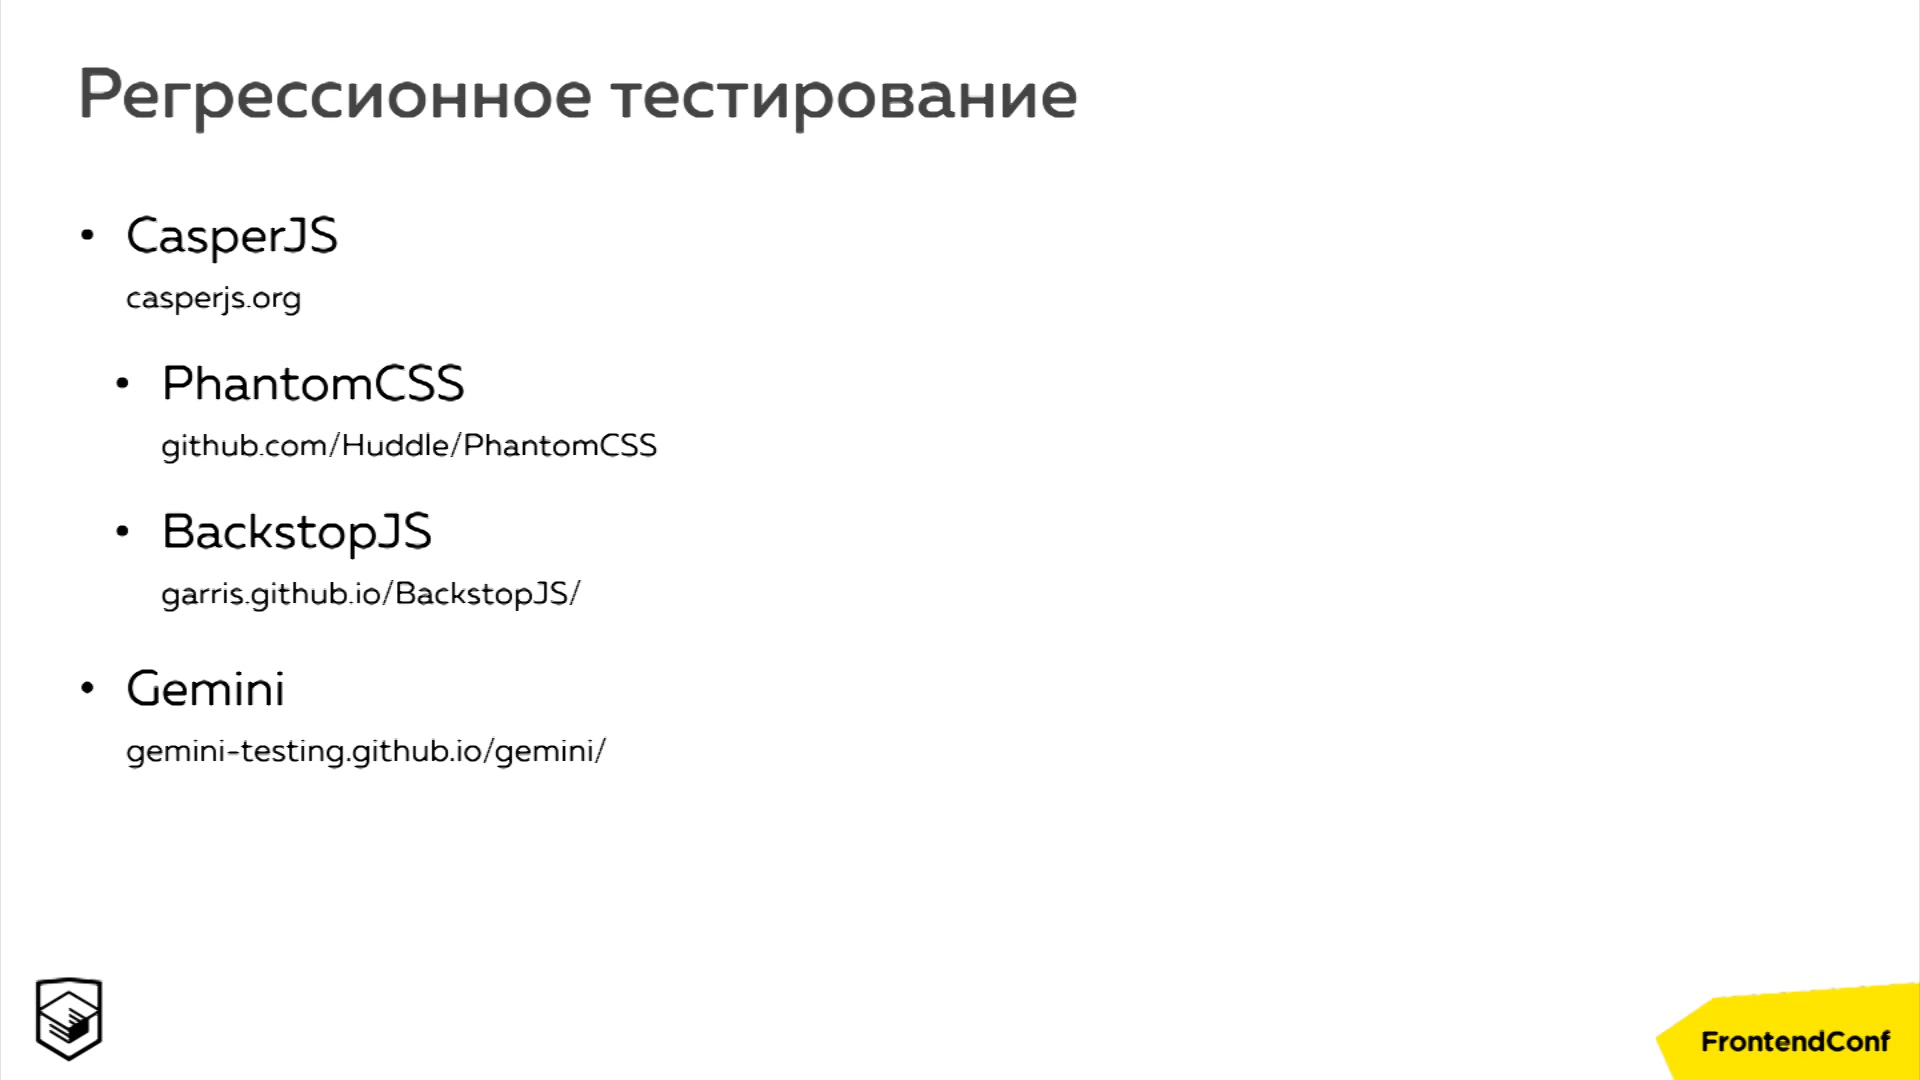 Регрессионное тестирование
• CasperJS
casperjs.org
• PhantomCSS
github.com/Huddle/PhantomCSS
• BackstopJS
garris.github.io/BackstopJS/
• Gemini
gemini-testing.github.io/gemini/
FrontendConf